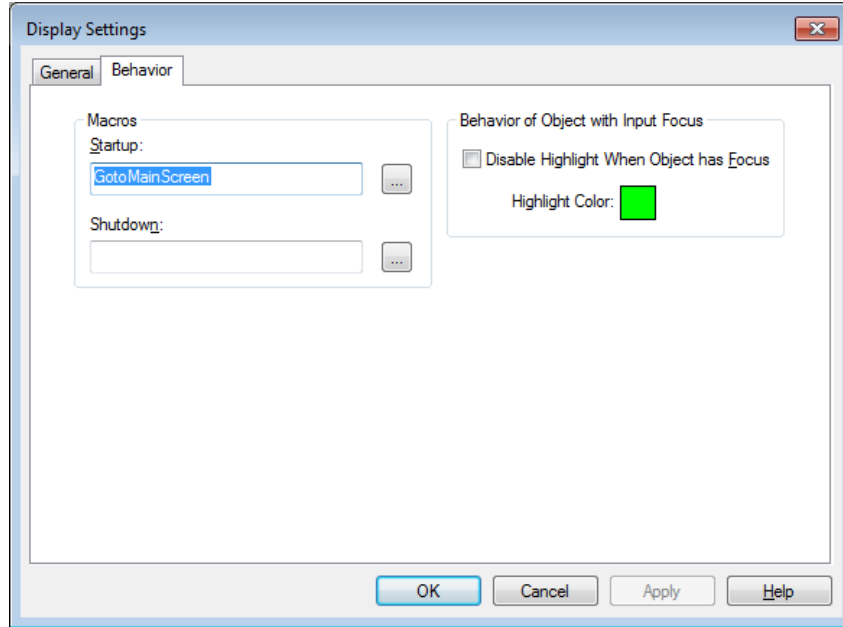 Display Settings
General
Behavior
Macros
Startup:
GotoMainScreen
...
Shutdown:
...
Behavior of Object with Input Focus
Disable Highlight When Object has Focus
Highlight Color:
OK
Cancel
Apply
Help